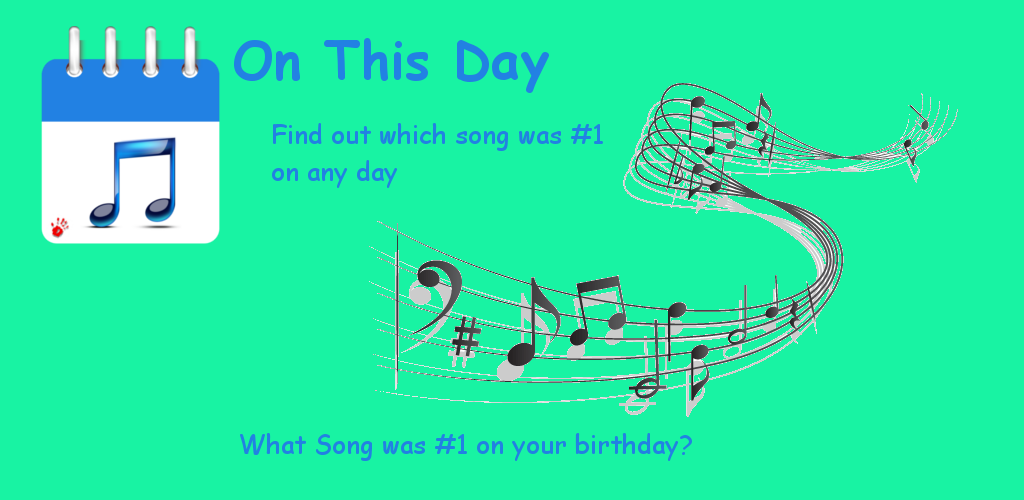 On This Day
Find out which song was #1
on any day
What Song was #1 on your birthday?